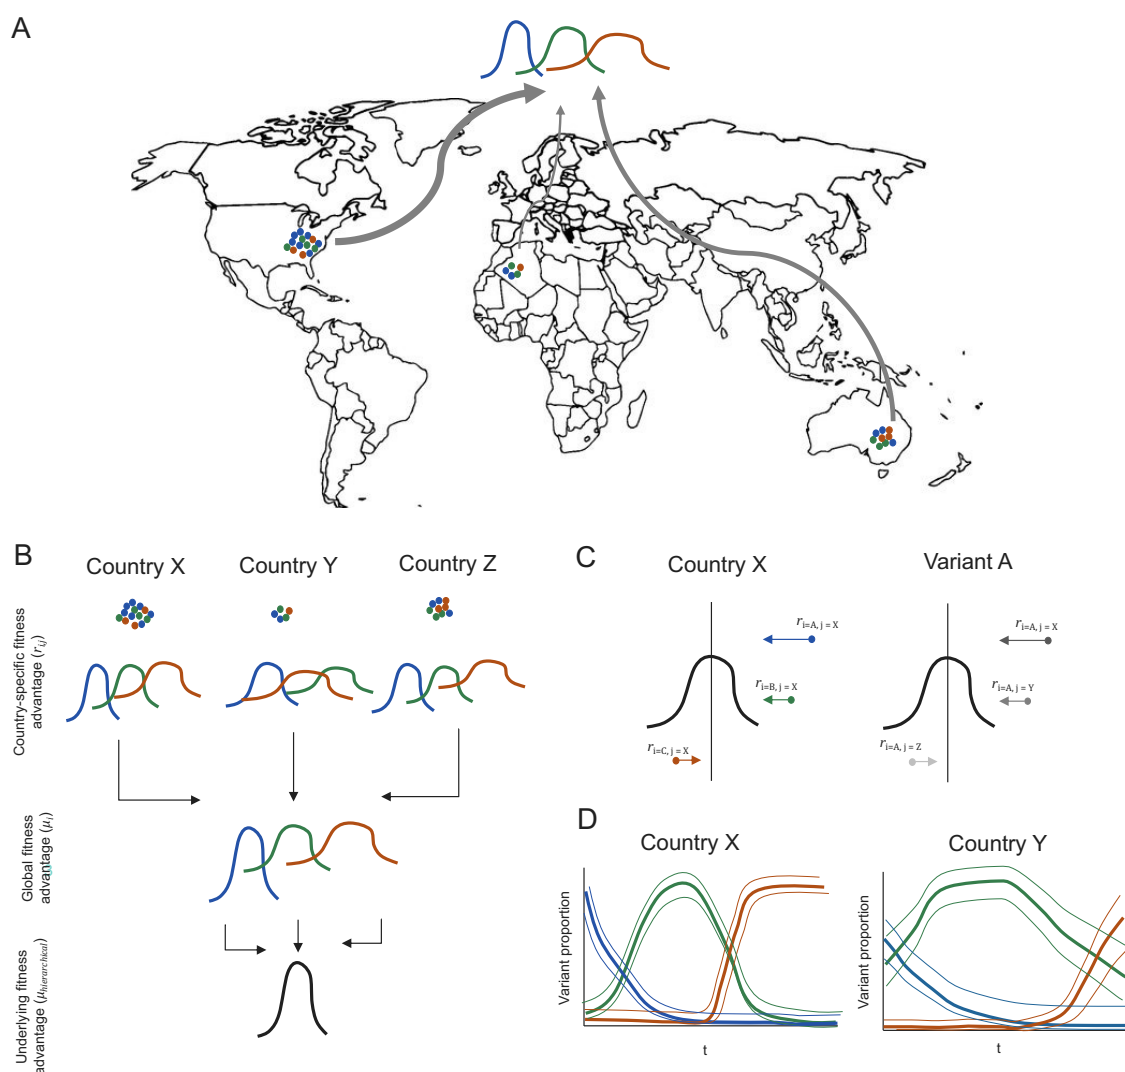 A
B
Country X
Country Y
Country Z
Country-specific fitness
advantage (r_ij)
Global fitness
advantage (μ_i)
Underlying fitness
advantage (μ_hierarchical)
C
Country X
Variant A
r_i=A, j = X
r_i=B, j = X
r_i=C, j = X
r_i=A, j = X
r_i=A, j = Y
r_i=A, j = Z
D
Country X
Country Y
Variant proportion
t
Variant proportion
t